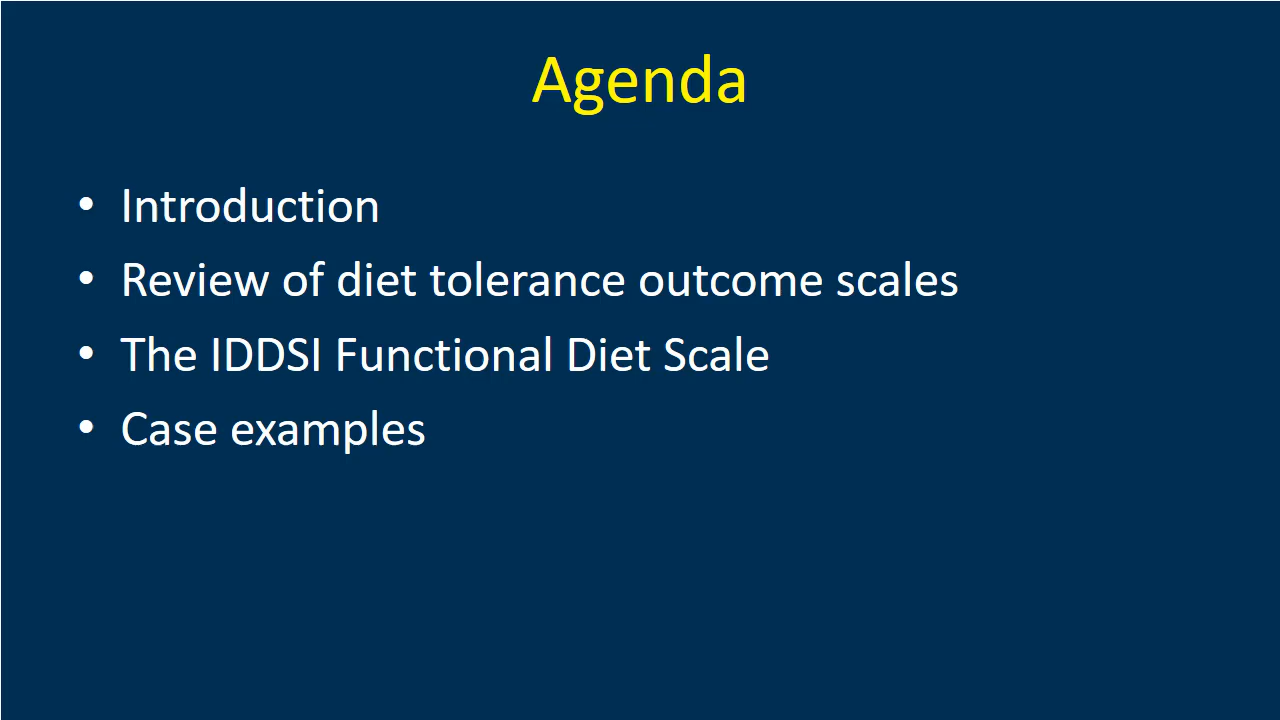 Agenda
• Introduction
• Review of diet tolerance outcome scales
• The IDDSI Functional Diet Scale
• Case examples